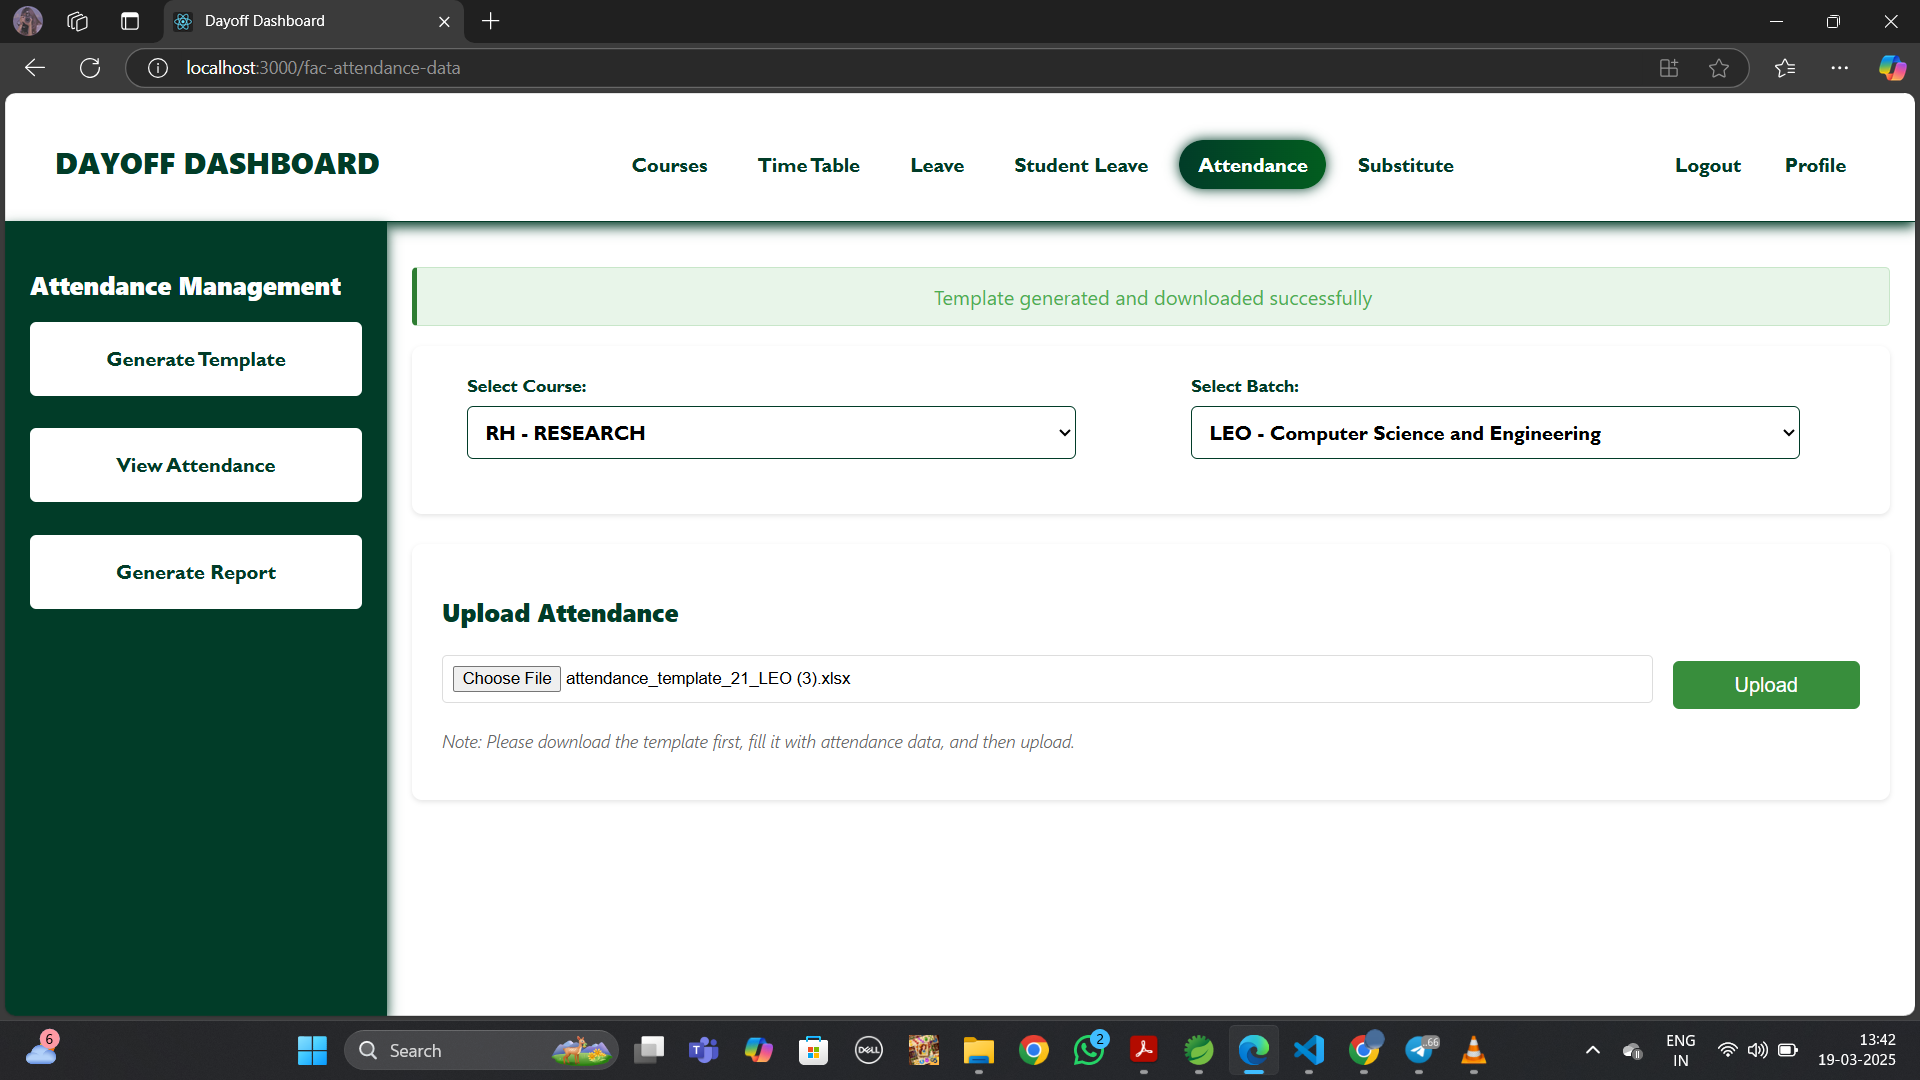 Dayoff Dashboard
localhost:3000/fac-attendance-data
DAYOFF DASHBOARD
Courses
Time Table
Leave
Student Leave
Attendance
Substitute
Logout
Profile
Attendance Management
Generate Template
View Attendance
Generate Report
Template generated and downloaded successfully
Select Course:
RH - RESEARCH
Select Batch:
LEO - Computer Science and Engineering
Upload Attendance
Choose File attendance_template_21_LEO (3).xlsx
Upload
Note: Please download the template first, fill it with attendance data, and then upload.
6
Search
T
DELL
2
66
ENG
IN
13:42
19-03-2025